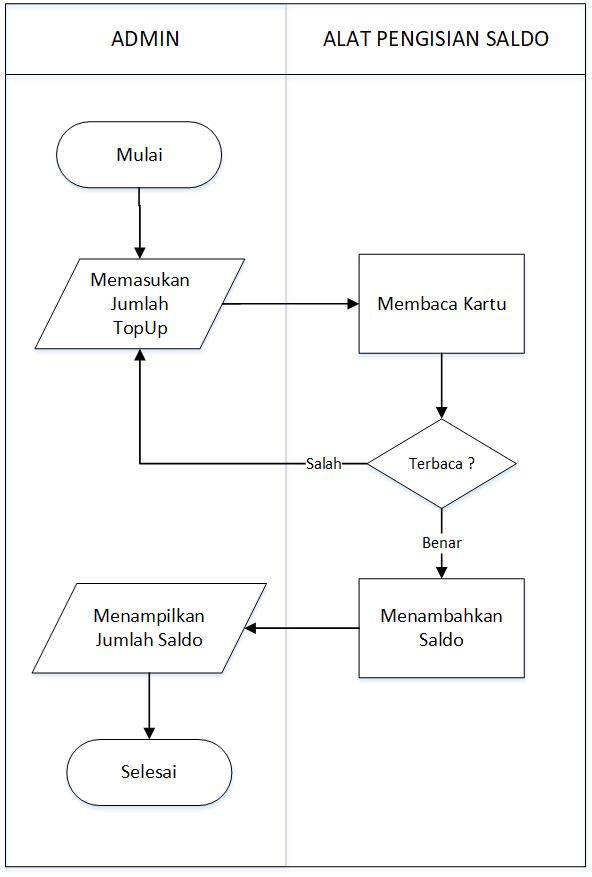 ADMIN
ALAT PENGISIAN SALDO
Mulai
Memasukan
Jumlah
TopUp
Membaca Kartu
Salah
Terbaca ?
Benar
Menampilkan
Jumlah Saldo
Menambahkan
Saldo
Selesai